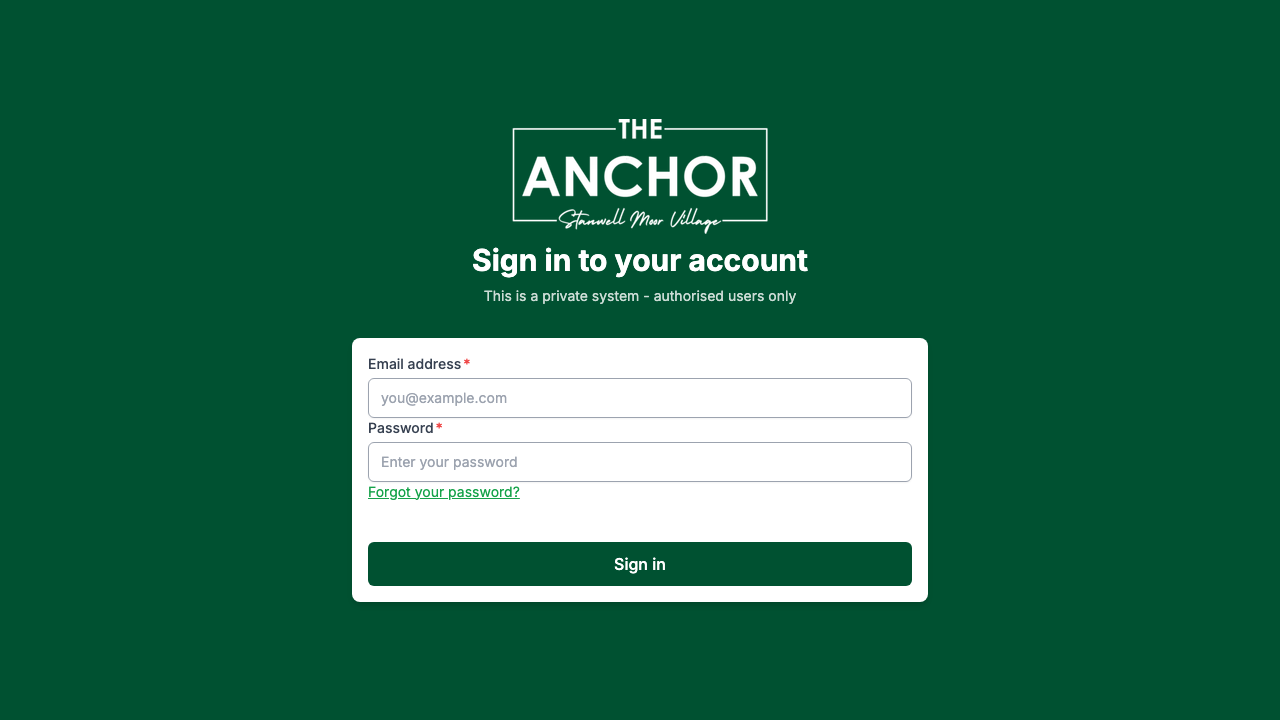 THE
ANCHOR
Stanwell Moor Village
Sign in to your account
This is a private system - authorised users only
Email address*
you@example.com
Password*
Enter your password
Forgot your password?
Sign in